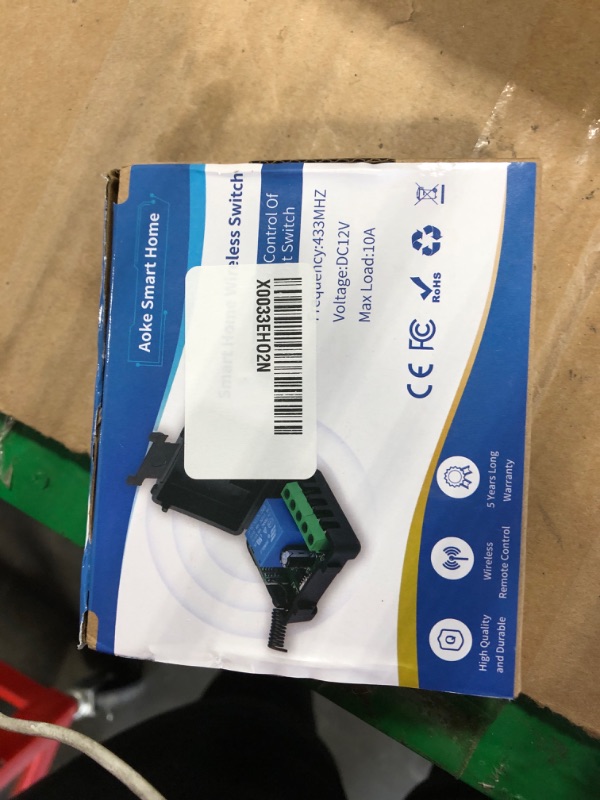 Aoke Smart Home
Smart Home Wireless Switch
Control Of
t Switch
Frequency:433MHZ
Voltage:DC12V
Max Load:10A
X0033EHO2N
CE FC
RoHS
5 Years Long
Warranty
Wireless
Remote Control
High Quality
and Durable
Q